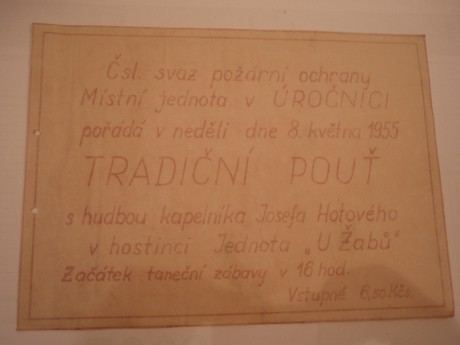 Čsl. svaz požární ochrany
Místní jednota v ÚROČNICI
pořádá v neděli dne 8. května 1955
TRADIČNÍ POUŤ
s hudbou kapelníka Josefa Hotového
v hostinci Jednota „U Žabů"
Začátek taneční zábavy v 16 hod.
Vstupné 6,50 Kčs.